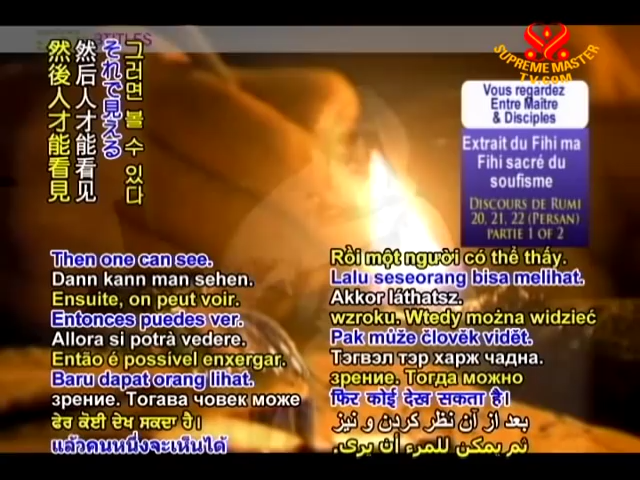 SUPREME MASTER
TV.COM
Vous regardez
Entre Maître
& Disciples
Extrait du Fihi ma
Fihi sacré du
soufisme
DISCOURS DE RUMI
20, 21, 22 (PERSAN)
PARTIE 1 OF 2
그러면 볼 수 있다
それで見える
然后人才能看见
然後人才能看見
Then one can see.
Dann kann man sehen.
Ensuite, on peut voir.
Entonces puedes ver.
Allora si potrà vedere.
Então é possível enxergar.
Baru dapat orang lihat.
зрение. Тогава човек може
ਫੇਰ ਕੋਈ ਦੇਖ ਸਕਦਾ ਹੈ।
แล้วคนหนึ่งจะเห็นได้
Rồi một người có thể thấy.
Lalu seseorang bisa melihat.
Akkor láthatsz.
wzroku. Wtedy można widzieć
Pak může člověk vidět.
Тэгвэл тэр харж чадна.
зрение. Тогда можно
फिर कोई देख सकता है।
بعد از آن نظر کردن و نیز
ثم يمكن للمرء أن يرى.